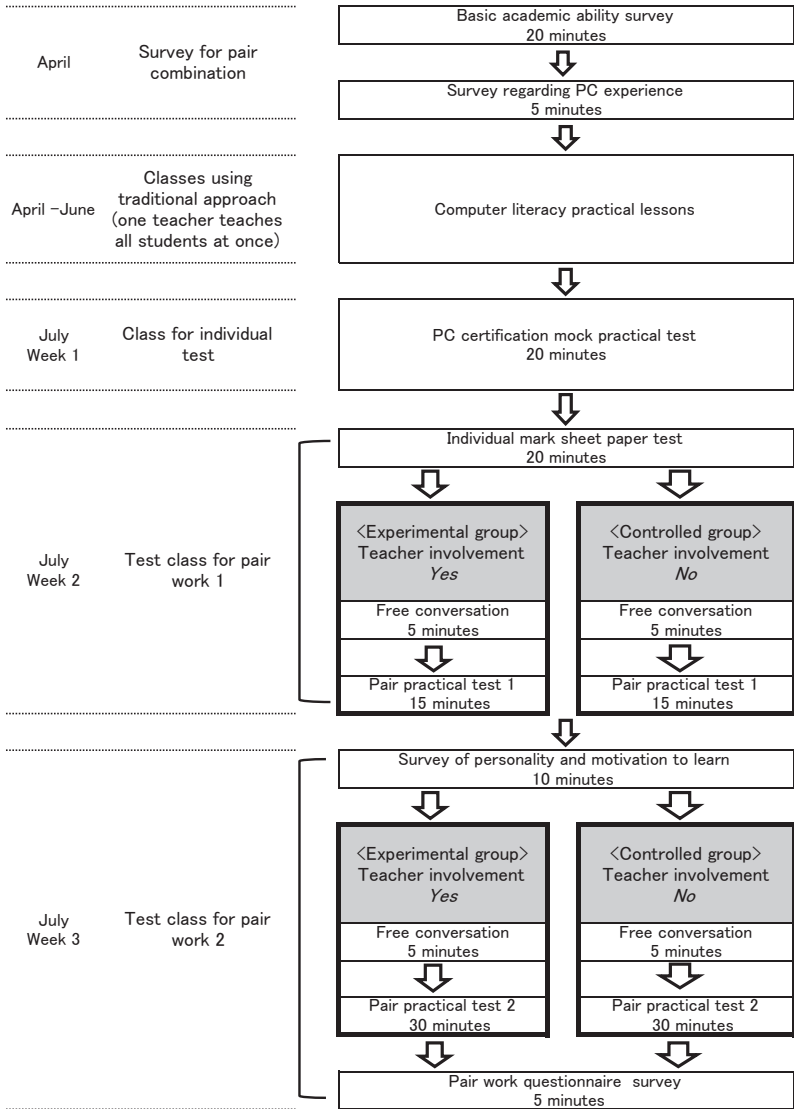 April
Survey for pair
combination
Basic academic ability survey
20 minutes
Survey regarding PC experience
5 minutes
April -June
Classes using
traditional approach
(one teacher teaches
all students at once)
Computer literacy practical lessons
July
Week 1
Class for individual
test
PC certification mock practical test
20 minutes
July
Week 2
Test class for pair
work 1
Individual mark sheet paper test
20 minutes
<Experimental group>
Teacher involvement
Yes
Free conversation
5 minutes
Pair practical test 1
15 minutes
<Controlled group>
Teacher involvement
No
Free conversation
5 minutes
Pair practical test 1
15 minutes
July
Week 3
Test class for pair
work 2
Survey of personality and motivation to learn
10 minutes
<Experimental group>
Teacher involvement
Yes
Free conversation
5 minutes
Pair practical test 2
30 minutes
<Controlled group>
Teacher involvement
No
Free conversation
5 minutes
Pair practical test 2
30 minutes
Pair work questionnaire survey
5 minutes